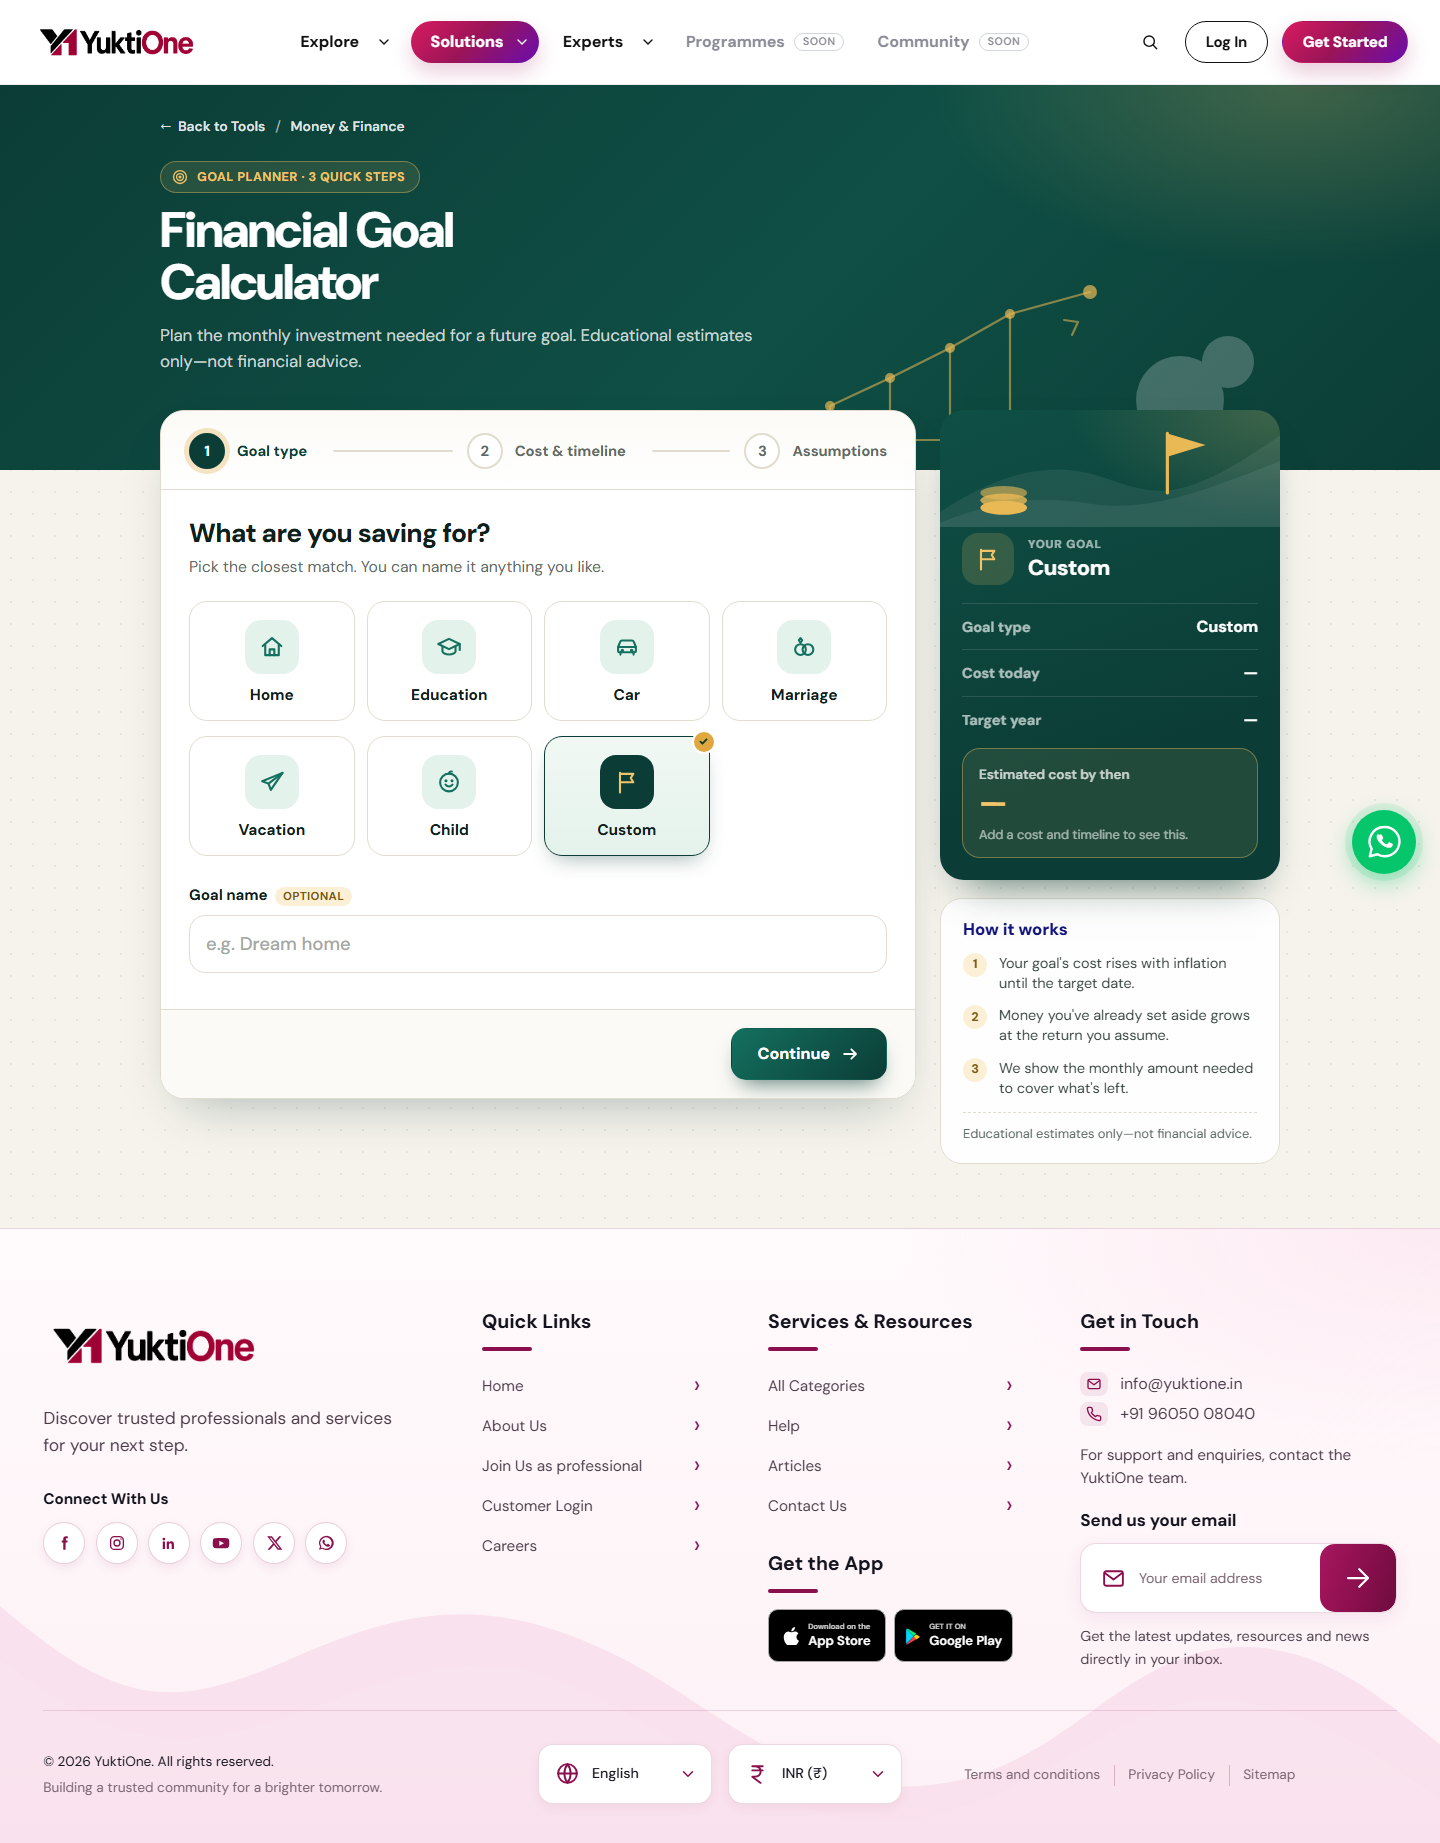 YuktiOne
Explore
Solutions
Experts
Programmes SOON
Community SOON
Log In
Get Started
← Back to Tools / Money & Finance
GOAL PLANNER · 3 QUICK STEPS
Financial Goal
Calculator
Plan the monthly investment needed for a future goal. Educational estimates
only—not financial advice.
1 Goal type
2 Cost & timeline
3 Assumptions
What are you saving for?
Pick the closest match. You can name it anything you like.
Home
Education
Car
Marriage
Vacation
Child
Custom
Goal name OPTIONAL
e.g. Dream home
Continue →
YOUR GOAL
Custom
Goal type Custom
Cost today —
Target year —
Estimated cost by then
—
Add a cost and timeline to see this.
How it works
1 Your goal's cost rises with inflation
until the target date.
2 Money you've already set aside grows
at the return you assume.
3 We show the monthly amount needed
to cover what's left.
Educational estimates only—not financial advice.
YuktiOne
Discover trusted professionals and services
for your next step.
Connect With Us
Quick Links
Home ›
About Us ›
Join Us as professional ›
Customer Login ›
Careers ›
Services & Resources
All Categories ›
Help ›
Articles ›
Contact Us ›
Get the App
Download on the
App Store
GET IT ON
Google Play
Get in Touch
info@yuktione.in
+91 96050 08040
For support and enquiries, contact the
YuktiOne team.
Send us your email
Your email address
Get the latest updates, resources and news
directly in your inbox.
© 2026 YuktiOne. All rights reserved.
Building a trusted community for a brighter tomorrow.
English
₹ INR (₹)
Terms and conditions
Privacy Policy
Sitemap